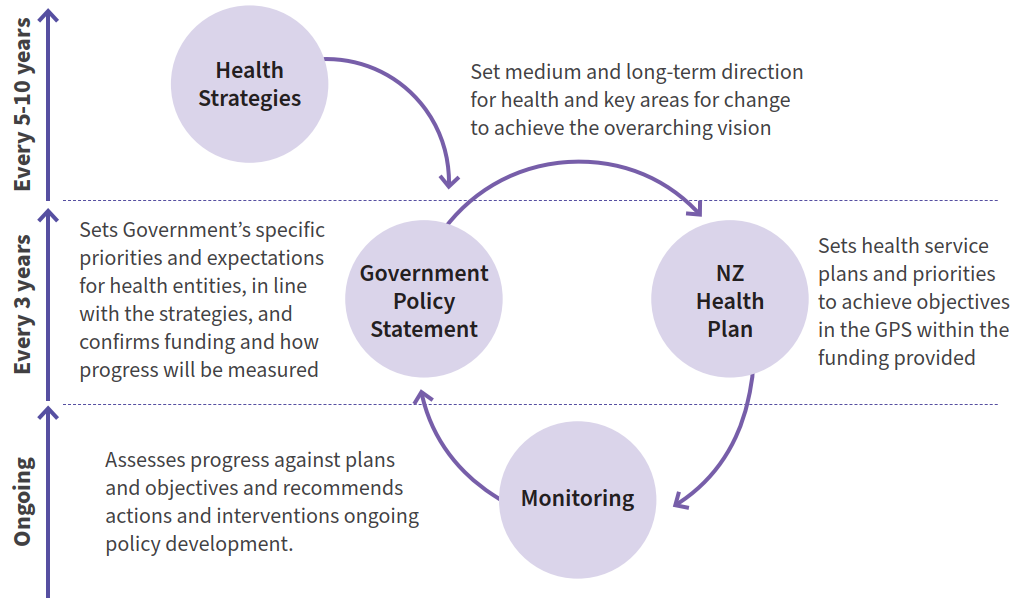 Every 5-10 years
Health
Strategies
Set medium and long-term direction
for health and key areas for change
to achieve the overarching vision
Every 3 years
Sets Government’s specific
priorities and expectations
for health entities, in line
with the strategies, and
confirms funding and how
progress will be measured
Government
Policy
Statement
NZ
Health
Plan
Sets health service
plans and priorities
to achieve objectives
in the GPS within the
funding provided
Ongoing
Assesses progress against plans
and objectives and recommends
actions and interventions ongoing
policy development.
Monitoring